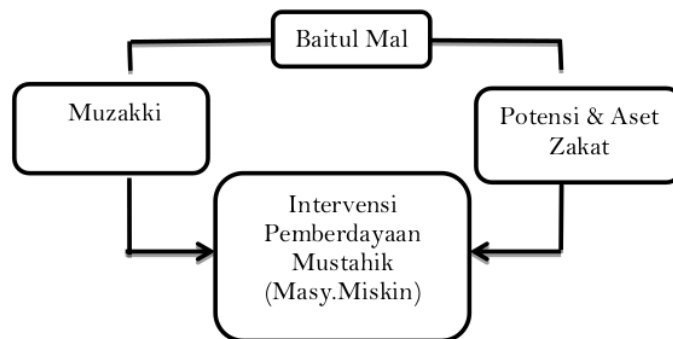 Baitul Mal
Muzakki
Potensi & Aset
Zakat
Intervensi
Pemberdayaan
Mustahik
(Masy.Miskin)